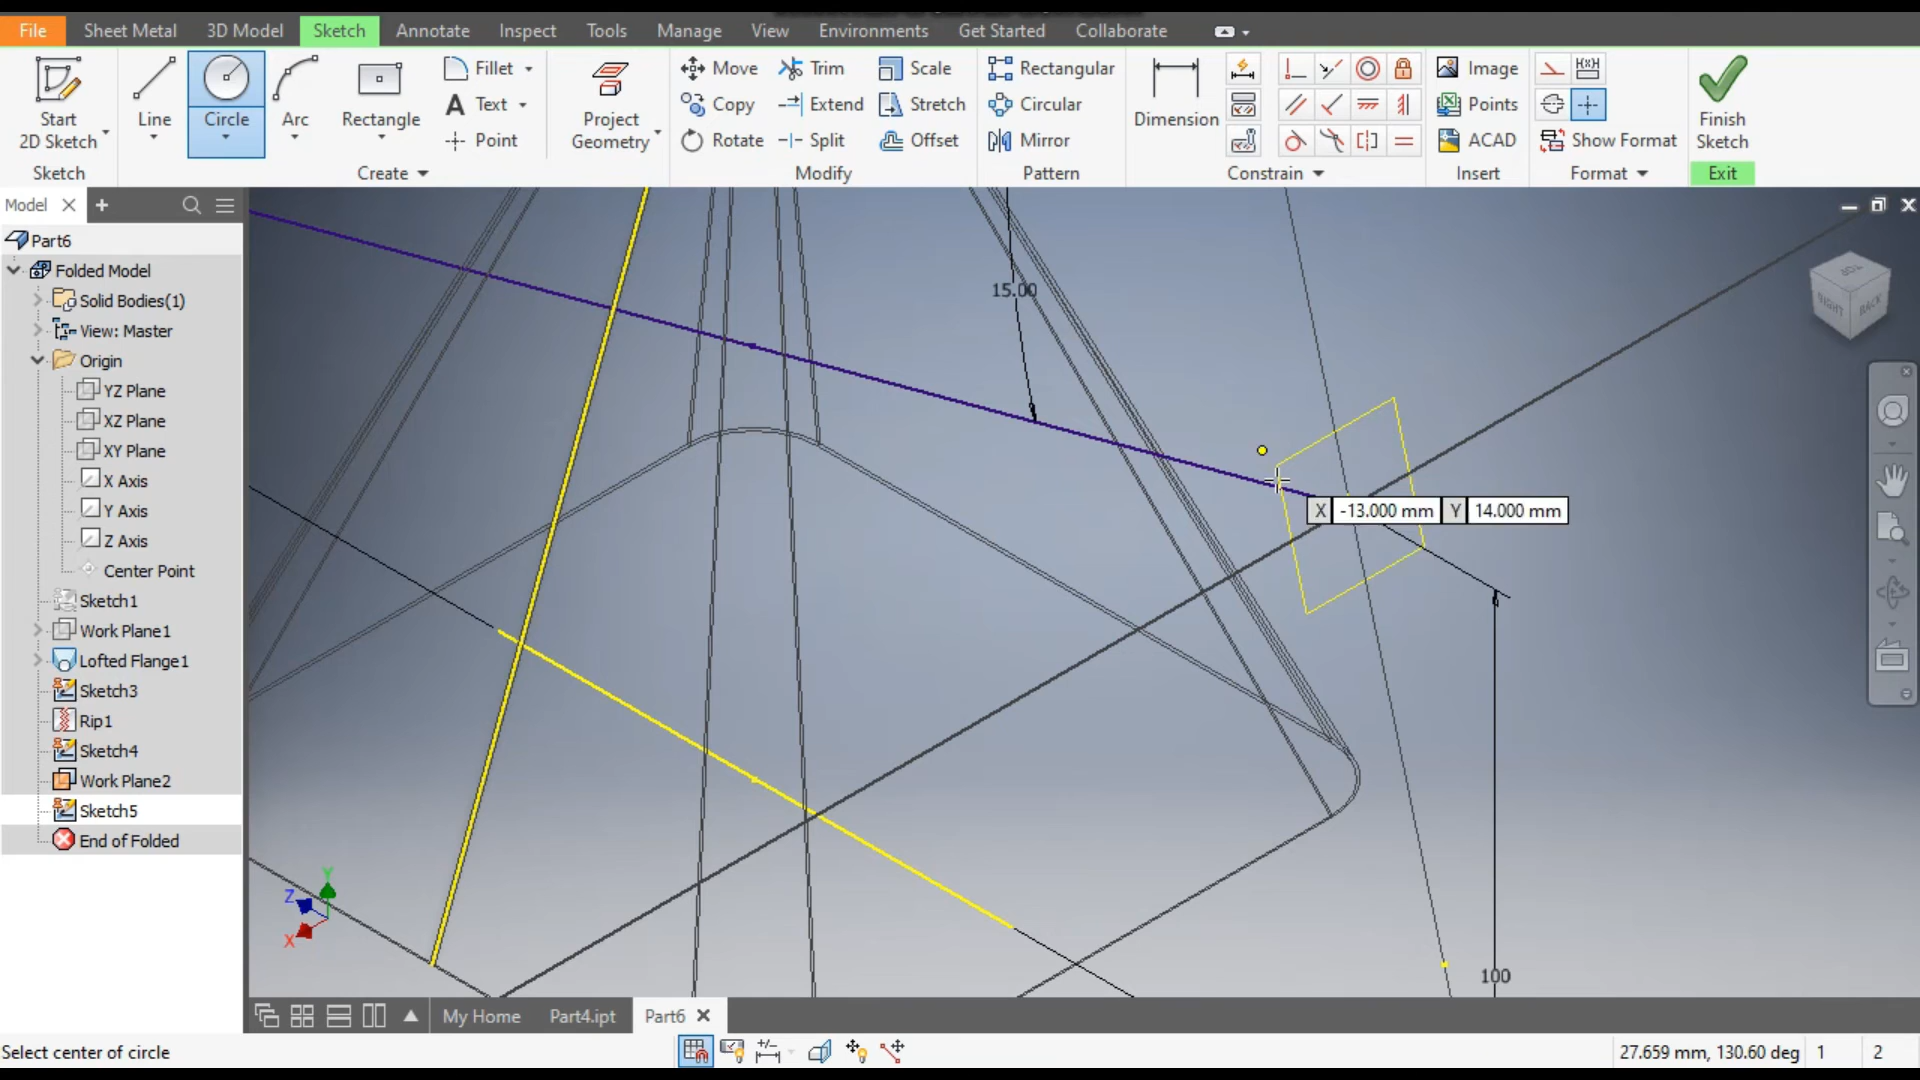 File Sheet Metal 3D Model Sketch Annotate Inspect Tools Manage View Environments Get Started Collaborate
Start
2D Sketch
Sketch
Line
Circle
Arc
Rectangle
Fillet
Text
Point
Create
Project
Geometry
Move
Copy
Rotate
Trim
Extend
Split
Scale
Stretch
Offset
Modify
Rectangular
Circular
Mirror
Pattern
Dimension
Constrain
Image
Points
ACAD
Insert
Show Format
Format
Finish
Sketch
Exit
Model
Part6
Folded Model
Solid Bodies(1)
View: Master
Origin
YZ Plane
XZ Plane
XY Plane
X Axis
Y Axis
Z Axis
Center Point
Sketch1
Work Plane1
Lofted Flange1
Sketch3
Rip1
Sketch4
Work Plane2
Sketch5
End of Folded
15.00
X -13.000 mm Y 14.000 mm
100
TOP
RIGHT
BACK
Y
Z
X
My Home Part4.ipt Part6
Select center of circle
27.659 mm, 130.60 deg 1 2